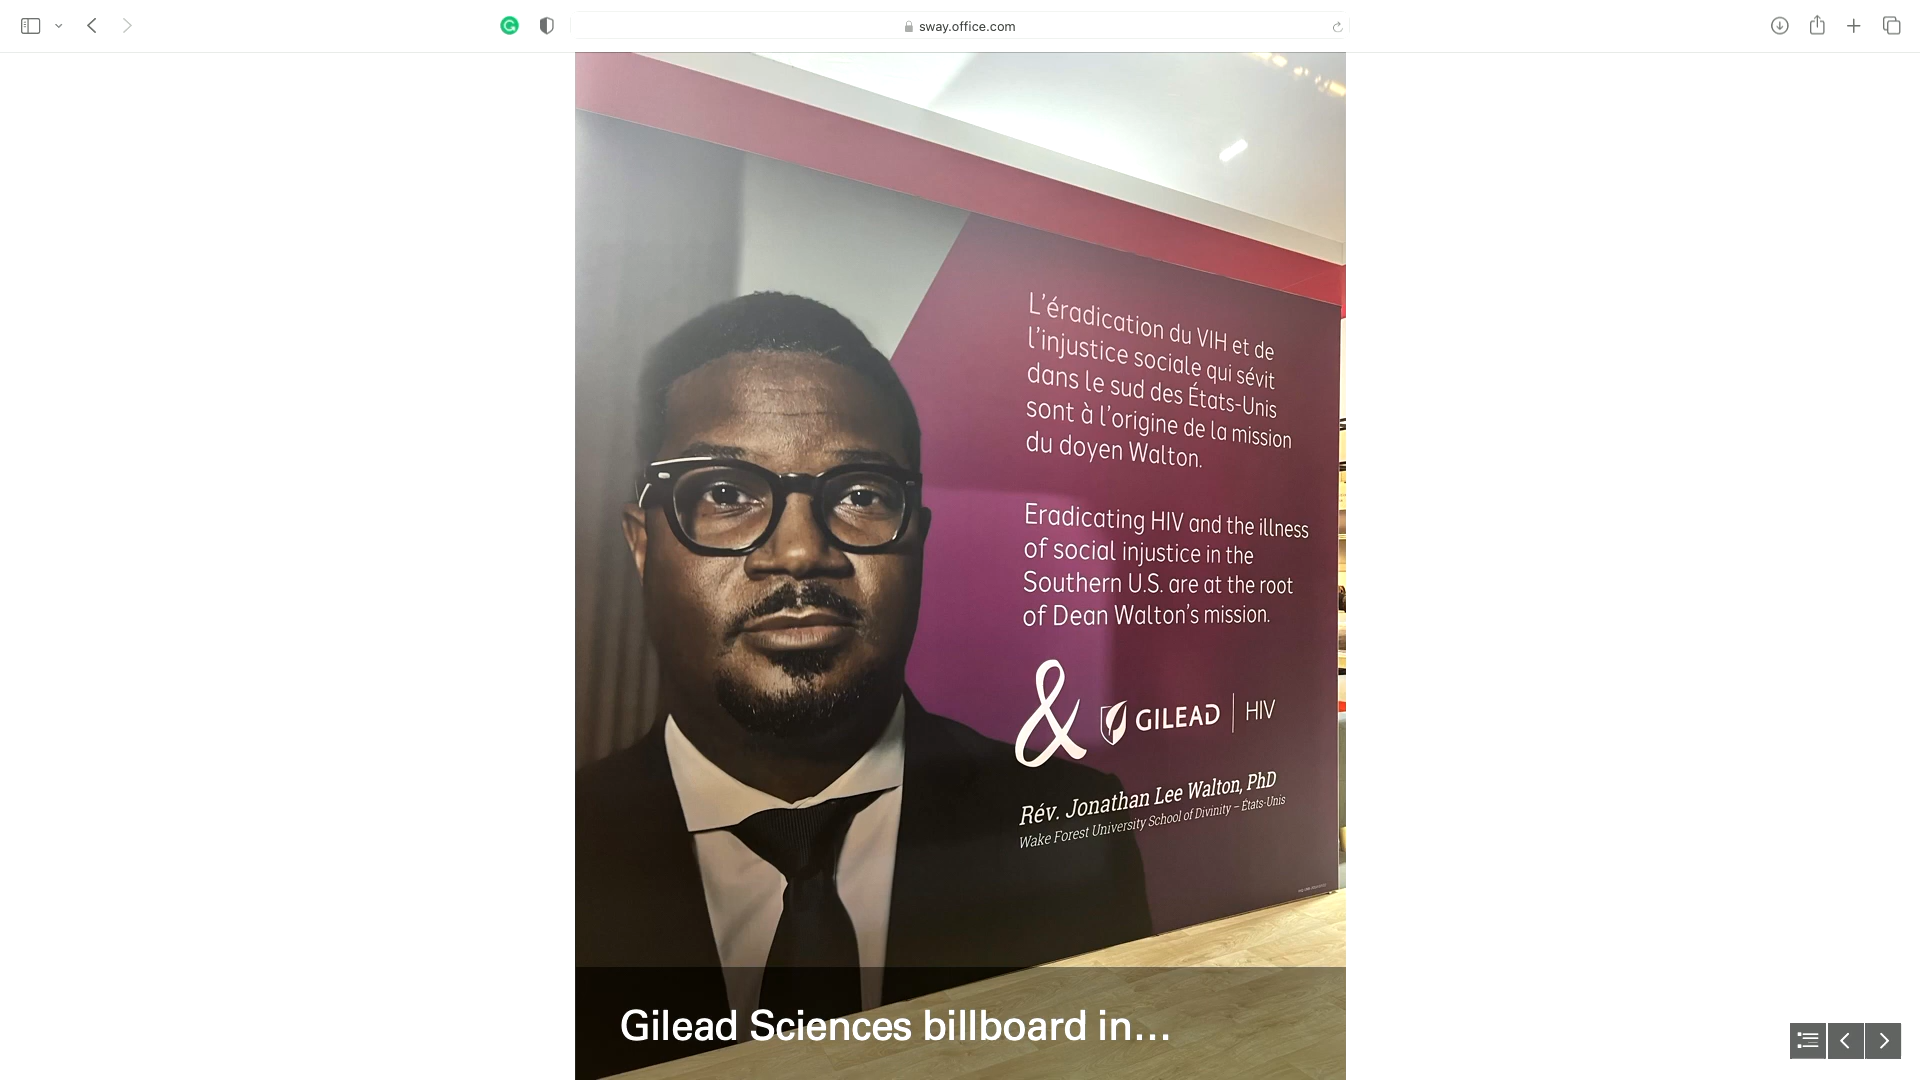 sway.office.com
L'éradication du VIH et de
l'injustice sociale qui sévit
dans le sud des États-Unis
sont à l'origine de la mission
du doyen Walton.
Eradicating HIV and the illness
of social injustice in the
Southern U.S. are at the root
of Dean Walton's mission.
& GILEAD | HIV
Rév. Jonathan Lee Walton, PhD
Wake Forest University School of Divinity – États-Unis
Gilead Sciences billboard in...